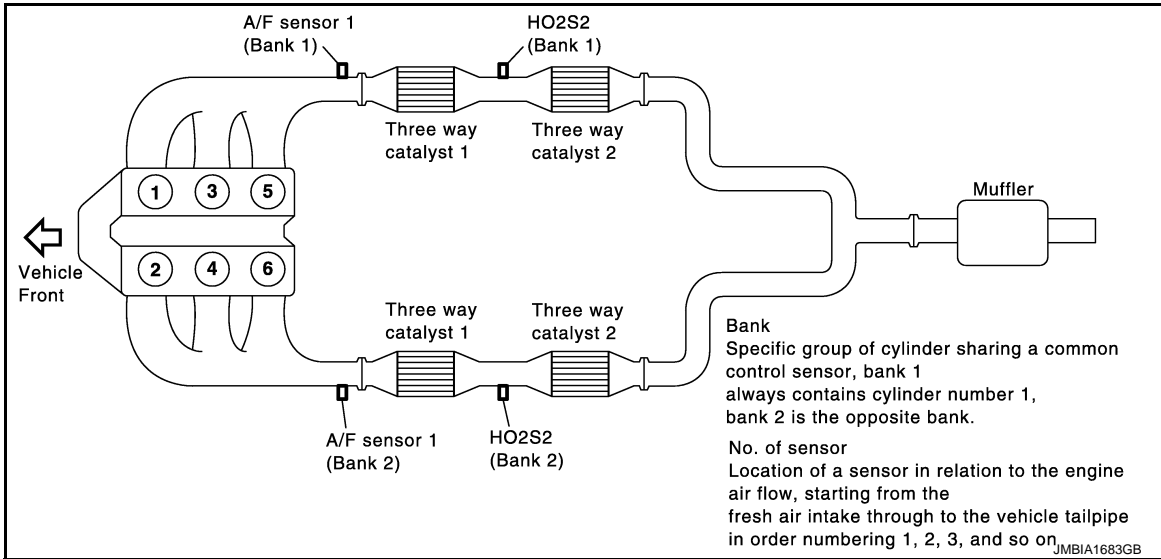 A/F sensor 1
(Bank 1)
HO2S2
(Bank 1)
Three way
catalyst 1
Three way
catalyst 2
1
3
5
Muffler
Vehicle
Front
2
4
6
Three way
catalyst 1
Three way
catalyst 2
A/F sensor 1
(Bank 2)
HO2S2
(Bank 2)
Bank
Specific group of cylinder sharing a common
control sensor, bank 1
always contains cylinder number 1,
bank 2 is the opposite bank.
No. of sensor
Location of a sensor in relation to the engine
air flow, starting from the
fresh air intake through to the vehicle tailpipe
in order numbering 1, 2, 3, and so on
JMBIA1683GB